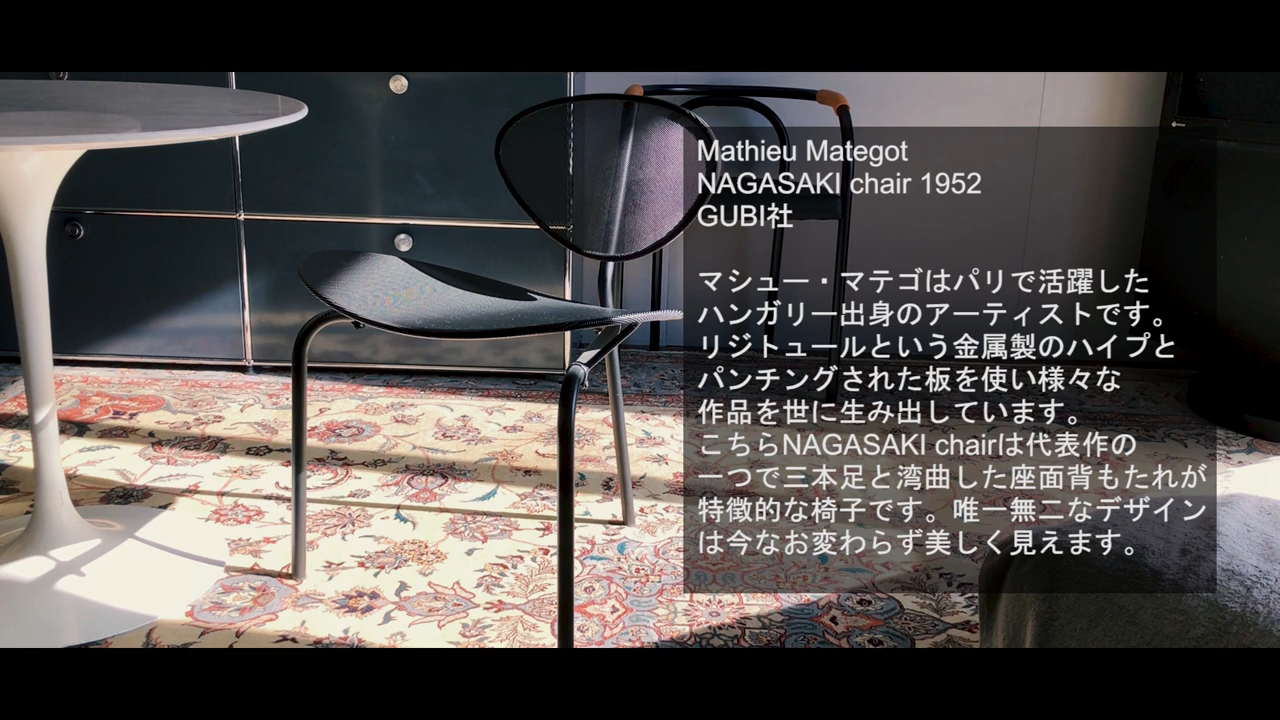 Mathieu Mategot
NAGASAKI chair 1952
GUBI社
マシュー・マテゴはパリで活躍した
ハンガリー出身のアーティストです。
リジトュールという金属製のハイプと
パンチングされた板を使い様々な
作品を世に生み出しています。
こちらNAGASAKI chairは代表作の
一つで三本足と湾曲した座面背もたれが
特徴的な椅子です。唯一無二なデザイン
は今なお変わらず美しく見えます。